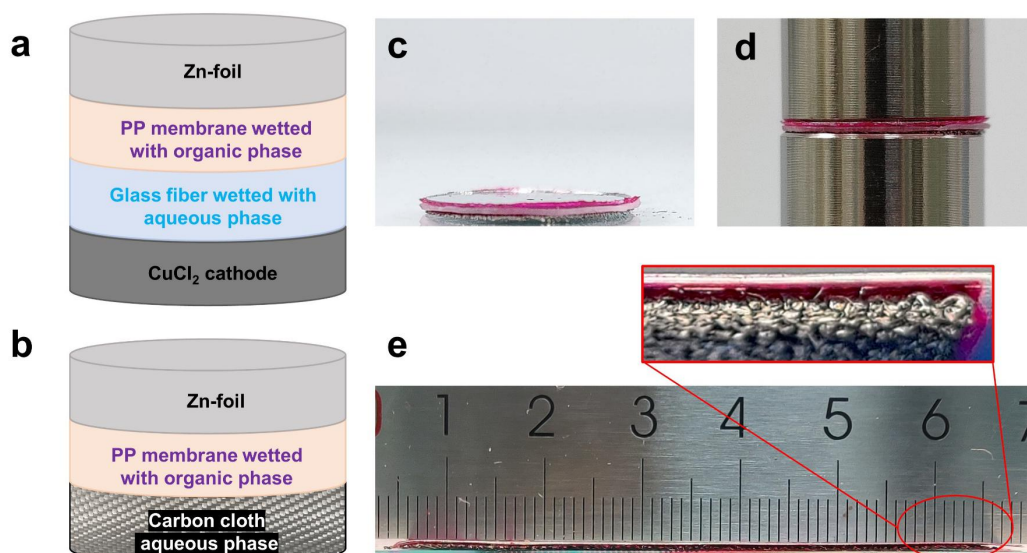 a
Zn-foil
PP membrane wetted
with organic phase
Glass fiber wetted with
aqueous phase
CuCl₂ cathode
b
Zn-foil
PP membrane wetted
with organic phase
Carbon cloth
aqueous phase
c
d
e
1 2 3 4 5 6 7